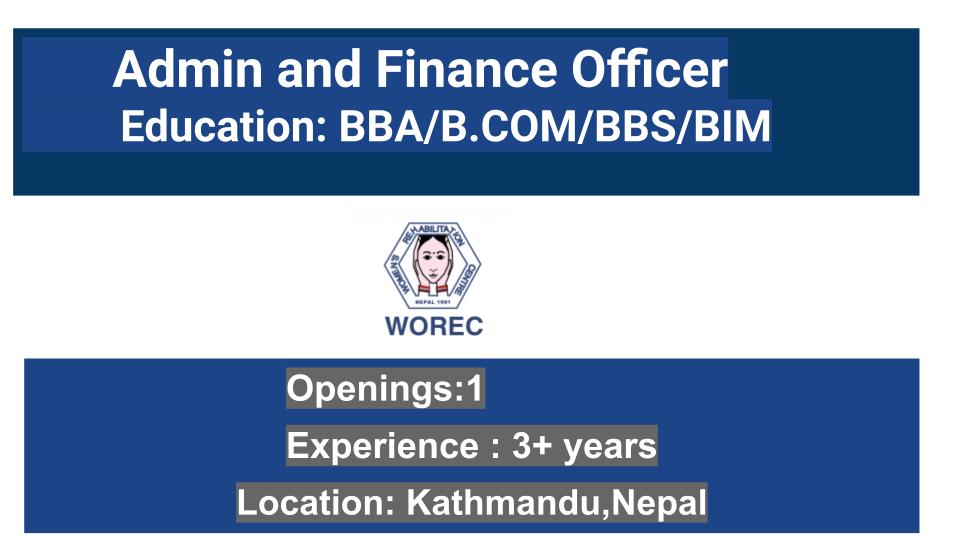 Admin and Finance Officer
Education: BBA/B.COM/BBS/BIM
WOMEN'S REHABILITATION CENTRE
NEPAL 1991
WOREC
Openings:1
Experience : 3+ years
Location: Kathmandu,Nepal